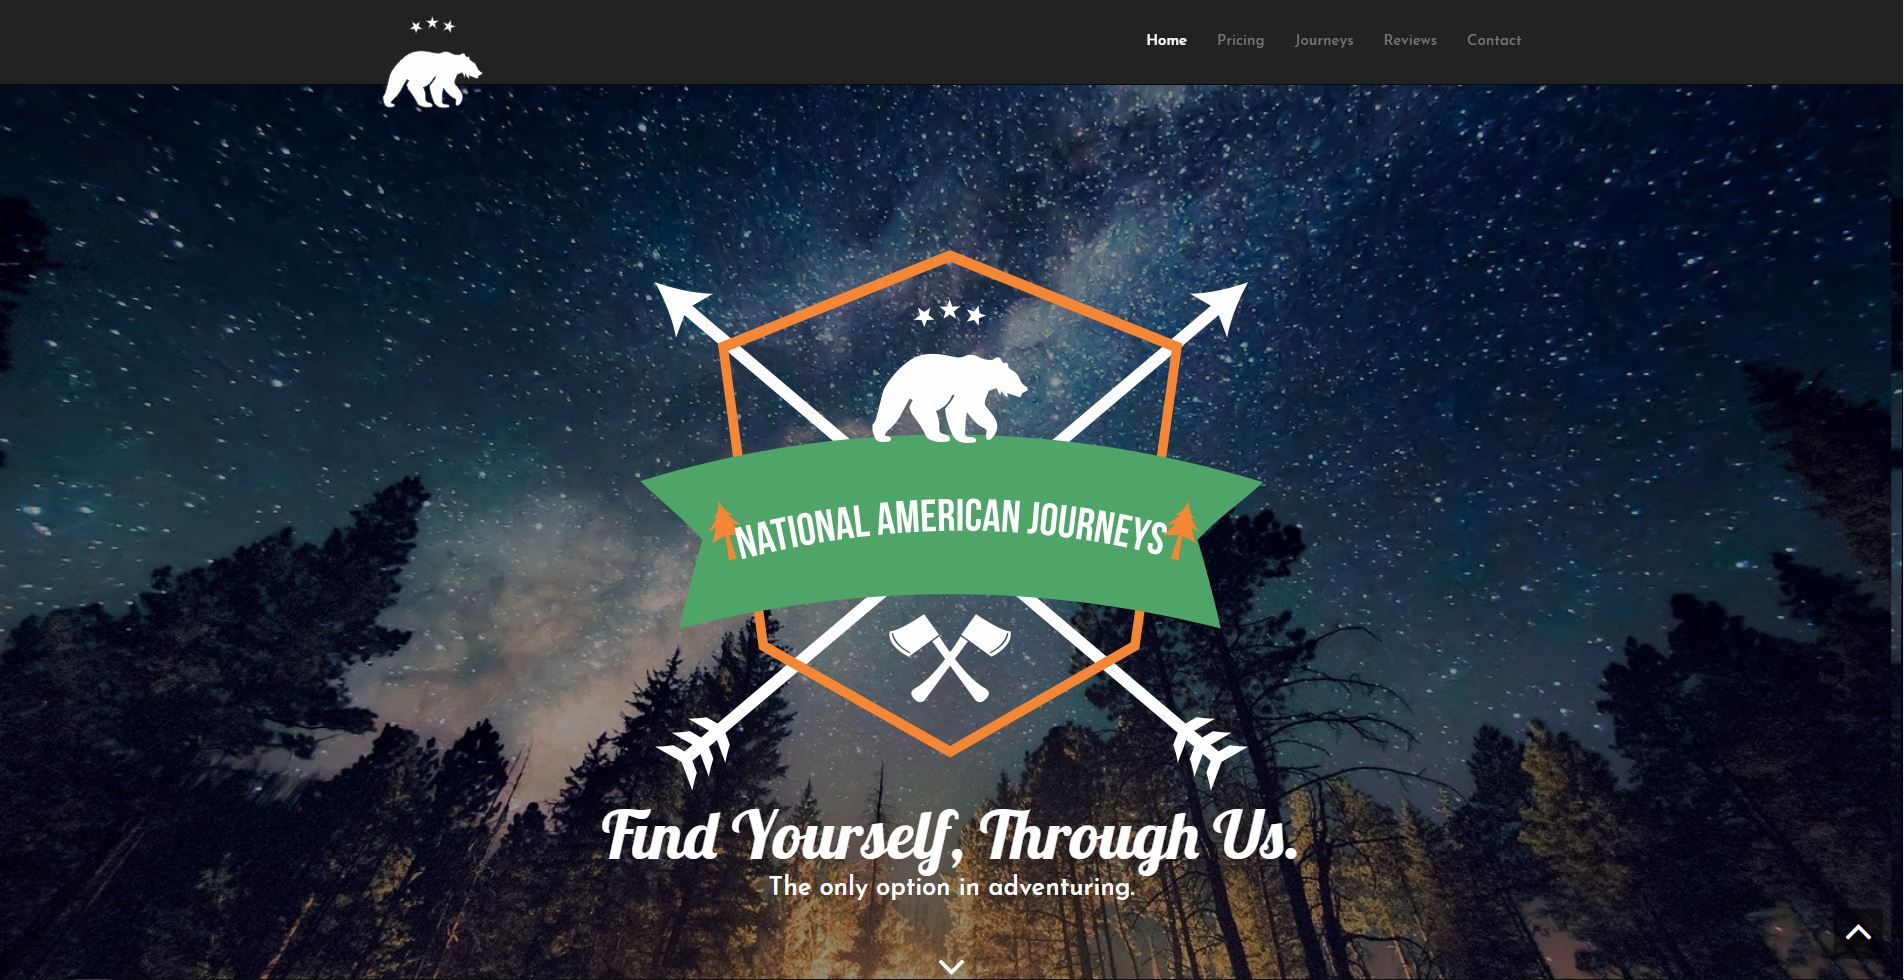 Home Pricing Journeys Reviews Contact
NATIONAL AMERICAN JOURNEYS
Find Yourself, Through Us.
The only option in adventuring.